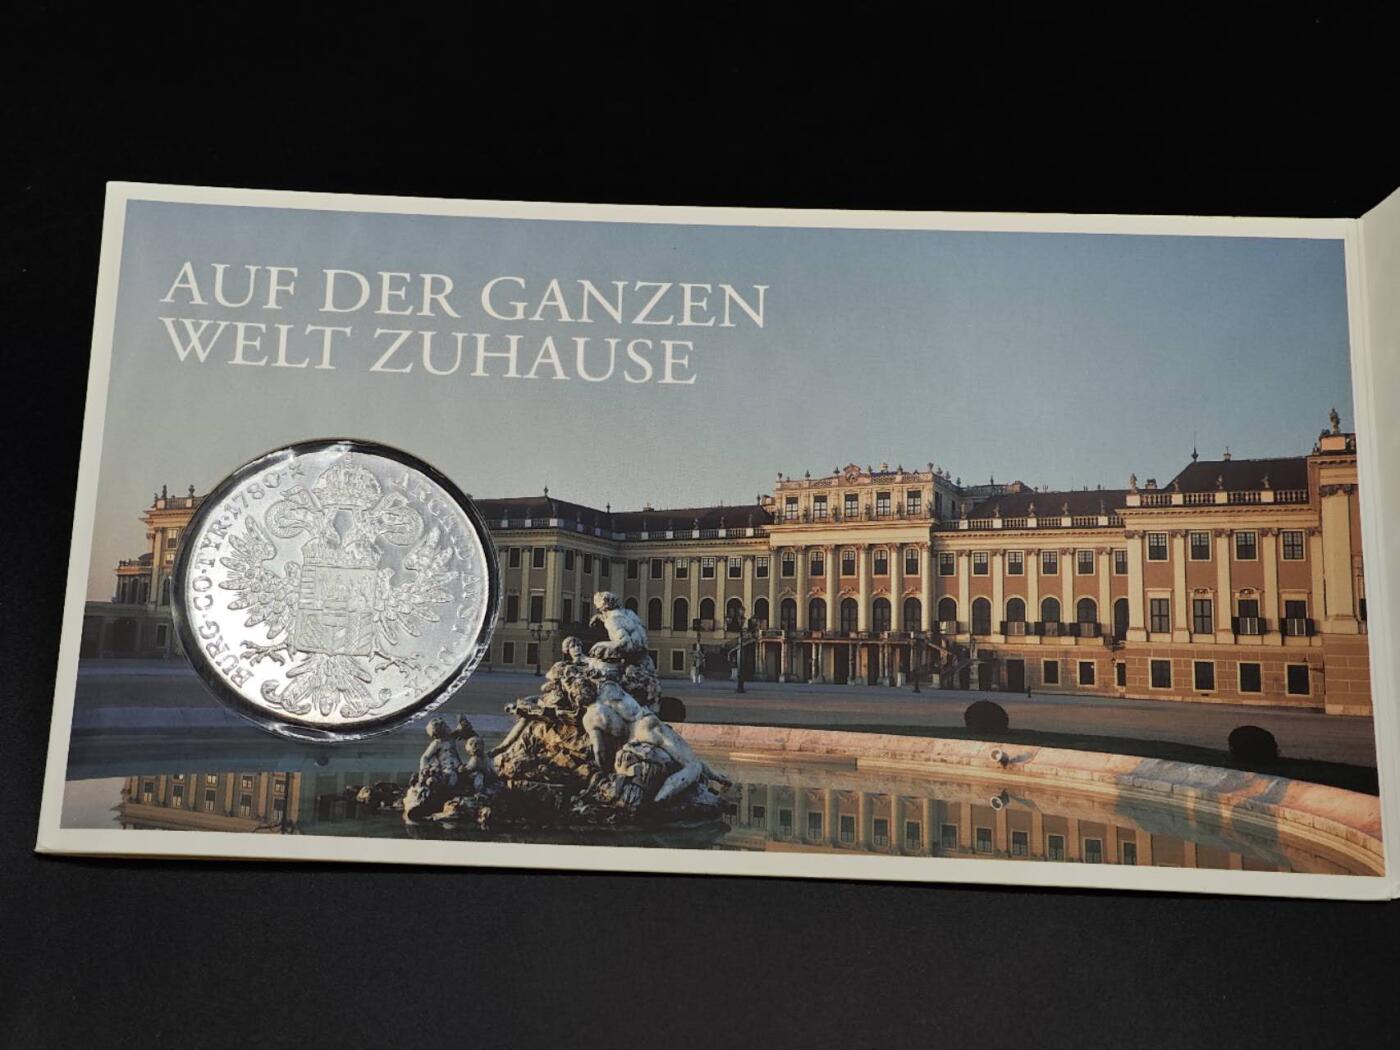 AUF DER GANZEN
WELT ZUHAUSE
BURG·CO·TYR·1780·X